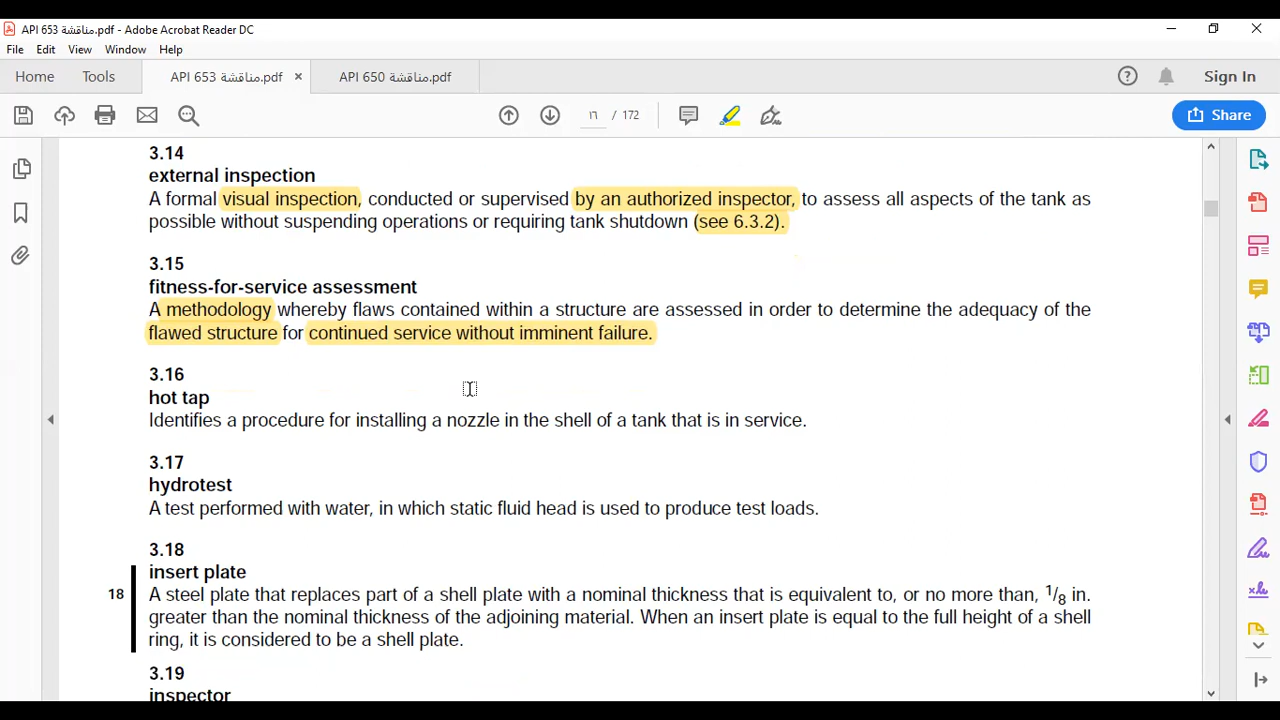 API 653 مناقشة.pdf - Adobe Acrobat Reader DC
File Edit View Window Help
Home Tools API 653 مناقشة.pdf × API 650 مناقشة.pdf Sign In
١٦ / 172 Share
3.14
external inspection
A formal visual inspection, conducted or supervised by an authorized inspector, to assess all aspects of the tank as
possible without suspending operations or requiring tank shutdown (see 6.3.2).
3.15
fitness-for-service assessment
A methodology whereby flaws contained within a structure are assessed in order to determine the adequacy of the
flawed structure for continued service without imminent failure.
3.16
hot tap
Identifies a procedure for installing a nozzle in the shell of a tank that is in service.
3.17
hydrotest
A test performed with water, in which static fluid head is used to produce test loads.
3.18
insert plate
18 A steel plate that replaces part of a shell plate with a nominal thickness that is equivalent to, or no more than, 1/8 in.
greater than the nominal thickness of the adjoining material. When an insert plate is equal to the full height of a shell
ring, it is considered to be a shell plate.
3.19
inspector